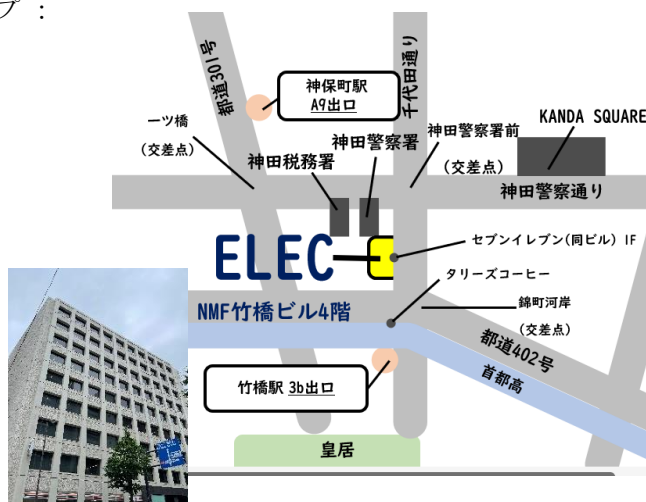 プ：
都道301号
神保町駅
A9出口
千代田通り
一ツ橋
(交差点)
神田税務署
神田警察署
神田警察署前
(交差点)
KANDA SQUARE
神田警察通り
ELEC
セブンイレブン(同ビル) 1F
タリーズコーヒー
NMF竹橋ビル4階
錦町河岸
(交差点)
都道402号
首都高
竹橋駅 3b出口
皇居